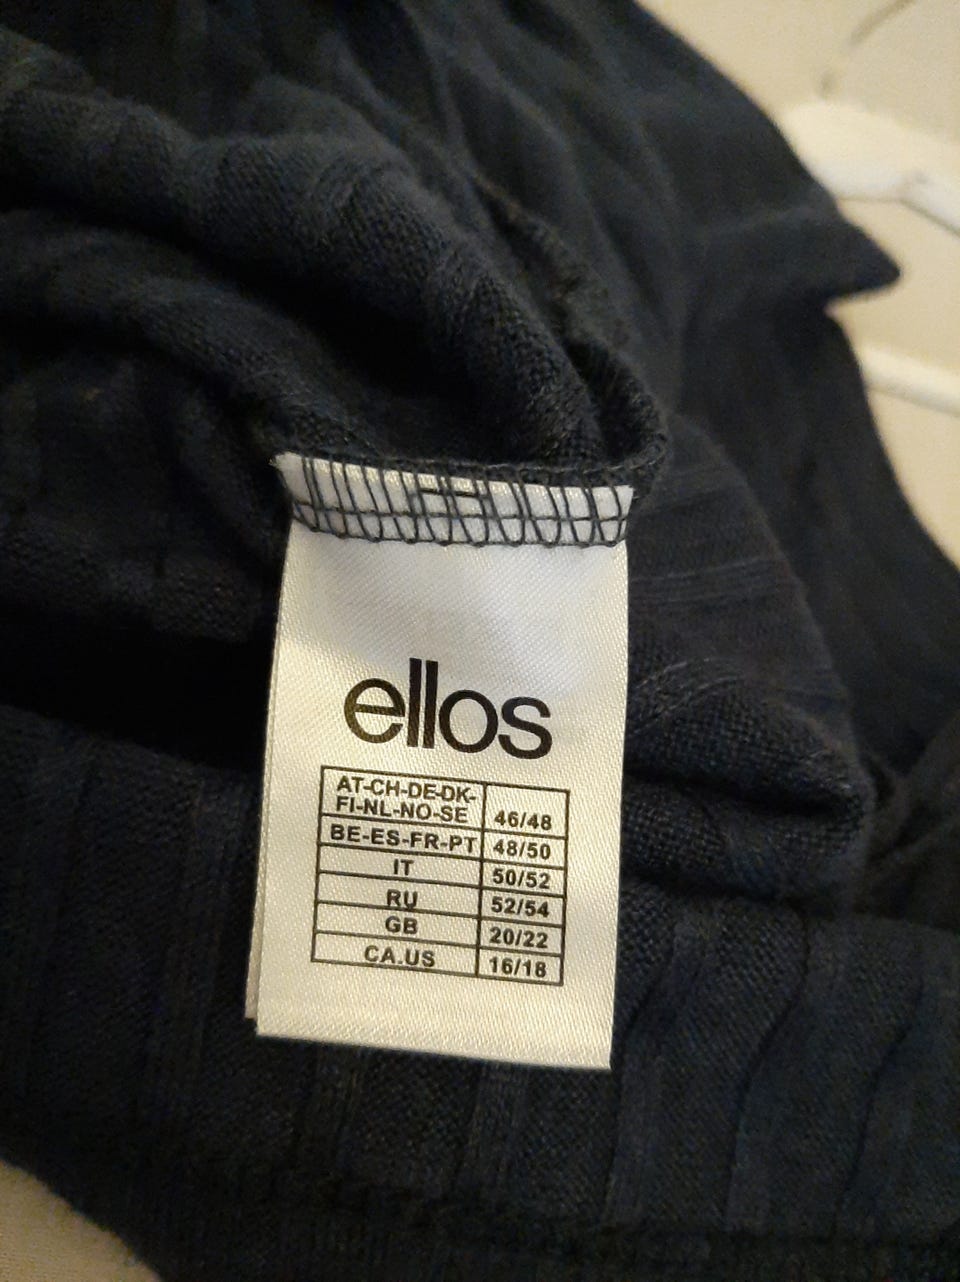 ellos
AT-CH-DE-DK-
FI-NL-NO-SE 46/48
BE-ES-FR-PT 48/50
IT 50/52
RU 52/54
GB 20/22
CA.US 16/18